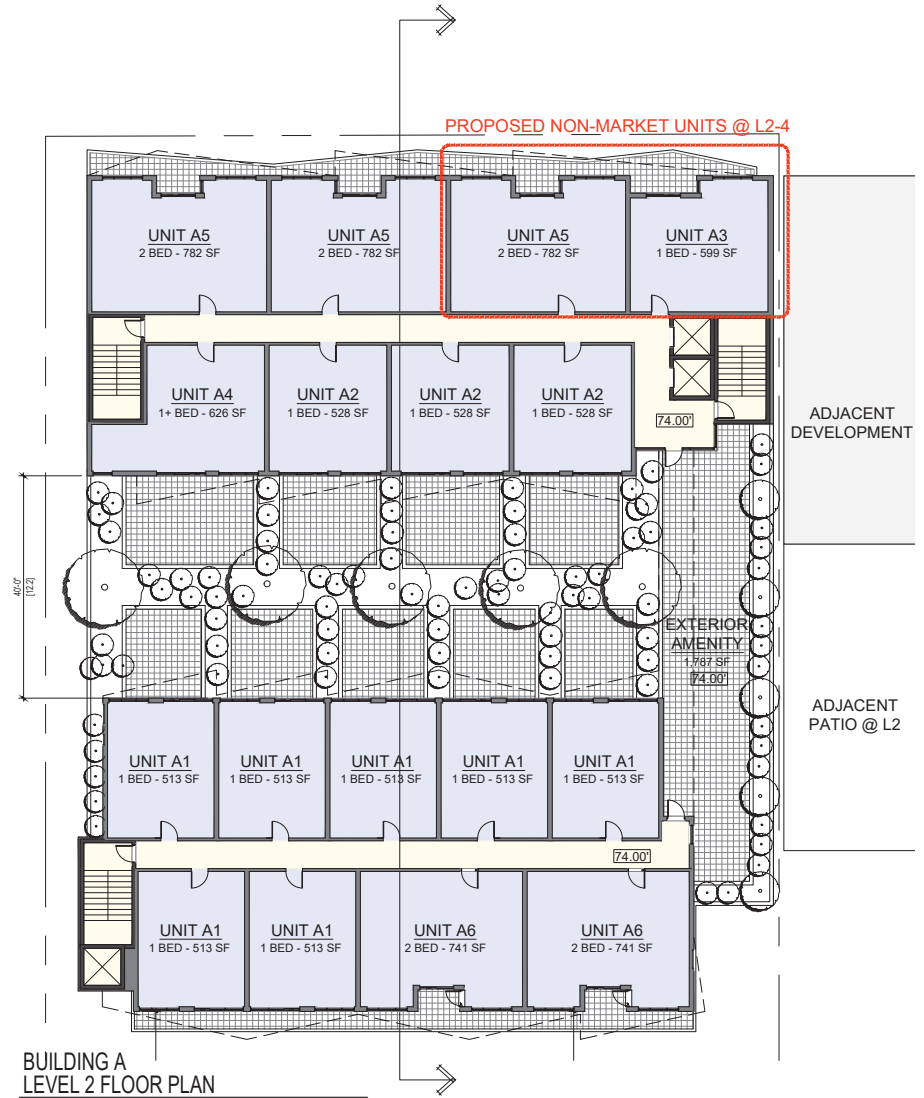 PROPOSED NON-MARKET UNITS @ L2-4
UNIT A5
2 BED - 782 SF
UNIT A5
2 BED - 782 SF
UNIT A5
2 BED - 782 SF
UNIT A3
1 BED - 599 SF
UNIT A4
1+ BED - 626 SF
UNIT A2
1 BED - 528 SF
UNIT A2
1 BED - 528 SF
UNIT A2
1 BED - 528 SF
74.00'
ADJACENT
DEVELOPMENT
40'-0"
[12.2]
EXTERIOR
AMENITY
1,787 SF
74.00'
ADJACENT
PATIO @ L2
UNIT A1
1 BED - 513 SF
UNIT A1
1 BED - 513 SF
UNIT A1
1 BED - 513 SF
UNIT A1
1 BED - 513 SF
UNIT A1
1 BED - 513 SF
74.00'
UNIT A1
1 BED - 513 SF
UNIT A1
1 BED - 513 SF
UNIT A6
2 BED - 741 SF
UNIT A6
2 BED - 741 SF
BUILDING A
LEVEL 2 FLOOR PLAN